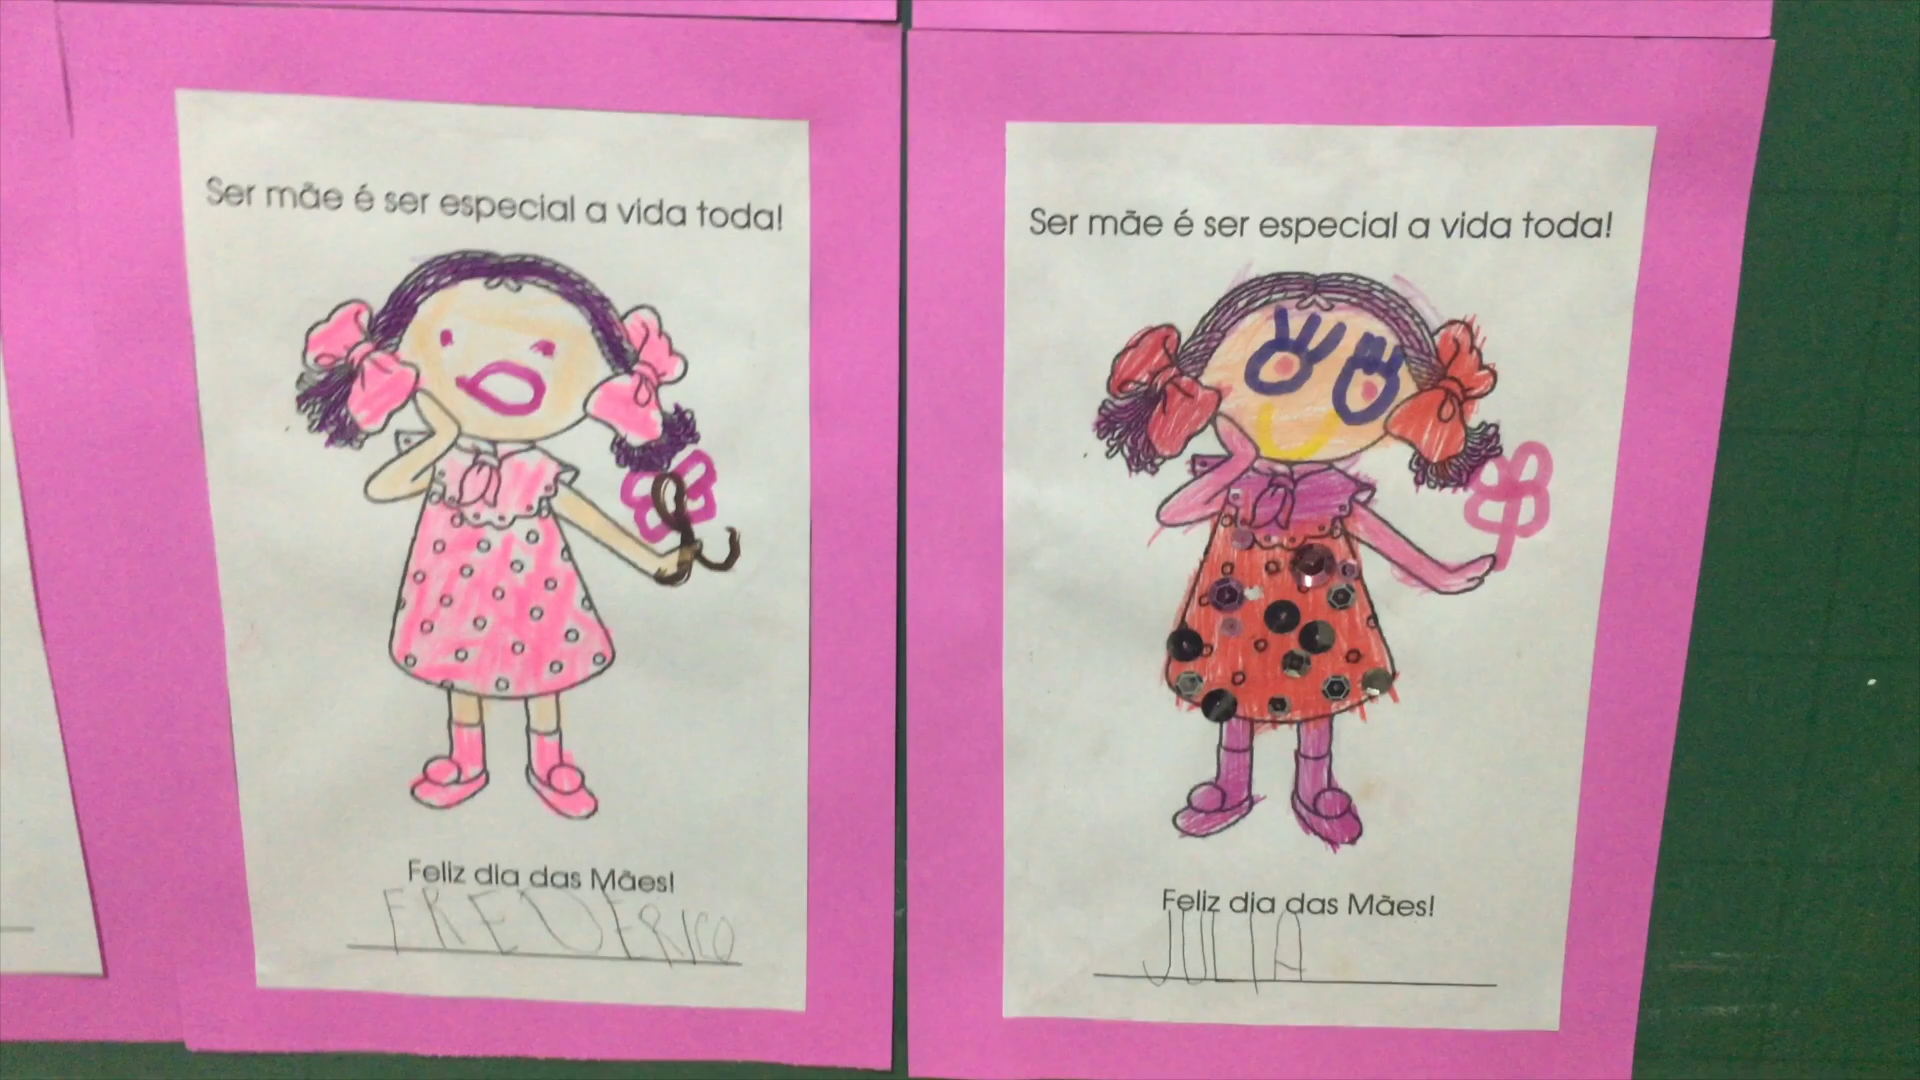 Ser mãe é ser especial a vida toda!
Feliz dia das Mães!
FREDERICO
Ser mãe é ser especial a vida toda!
Feliz dia das Mães!
JULIA